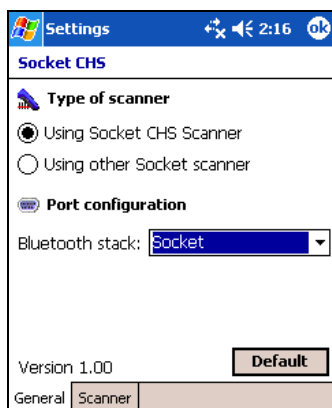 Settings 2:16 ok
Socket CHS
Type of scanner
Using Socket CHS Scanner
Using other Socket scanner
Port configuration
Bluetooth stack: Socket
Version 1.00 Default
General Scanner